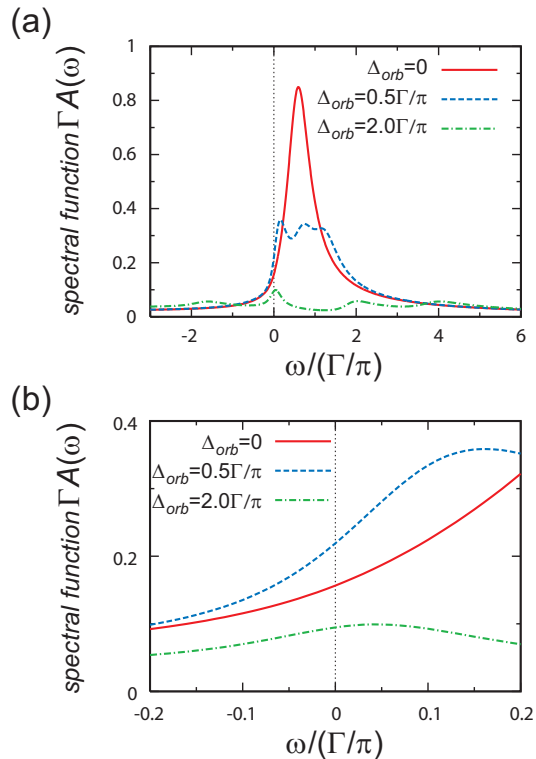 (a)
spectral function Γ A(ω)
1
0.8
0.6
0.4
0.2
0
Δorb=0
Δorb=0.5Γ/π
Δorb=2.0Γ/π
-2 0 2 4 6
ω/(Γ/π)
(b)
spectral function Γ A(ω)
0.4
0.2
0
Δorb=0
Δorb=0.5Γ/π
Δorb=2.0Γ/π
-0.2 -0.1 0 0.1 0.2
ω/(Γ/π)